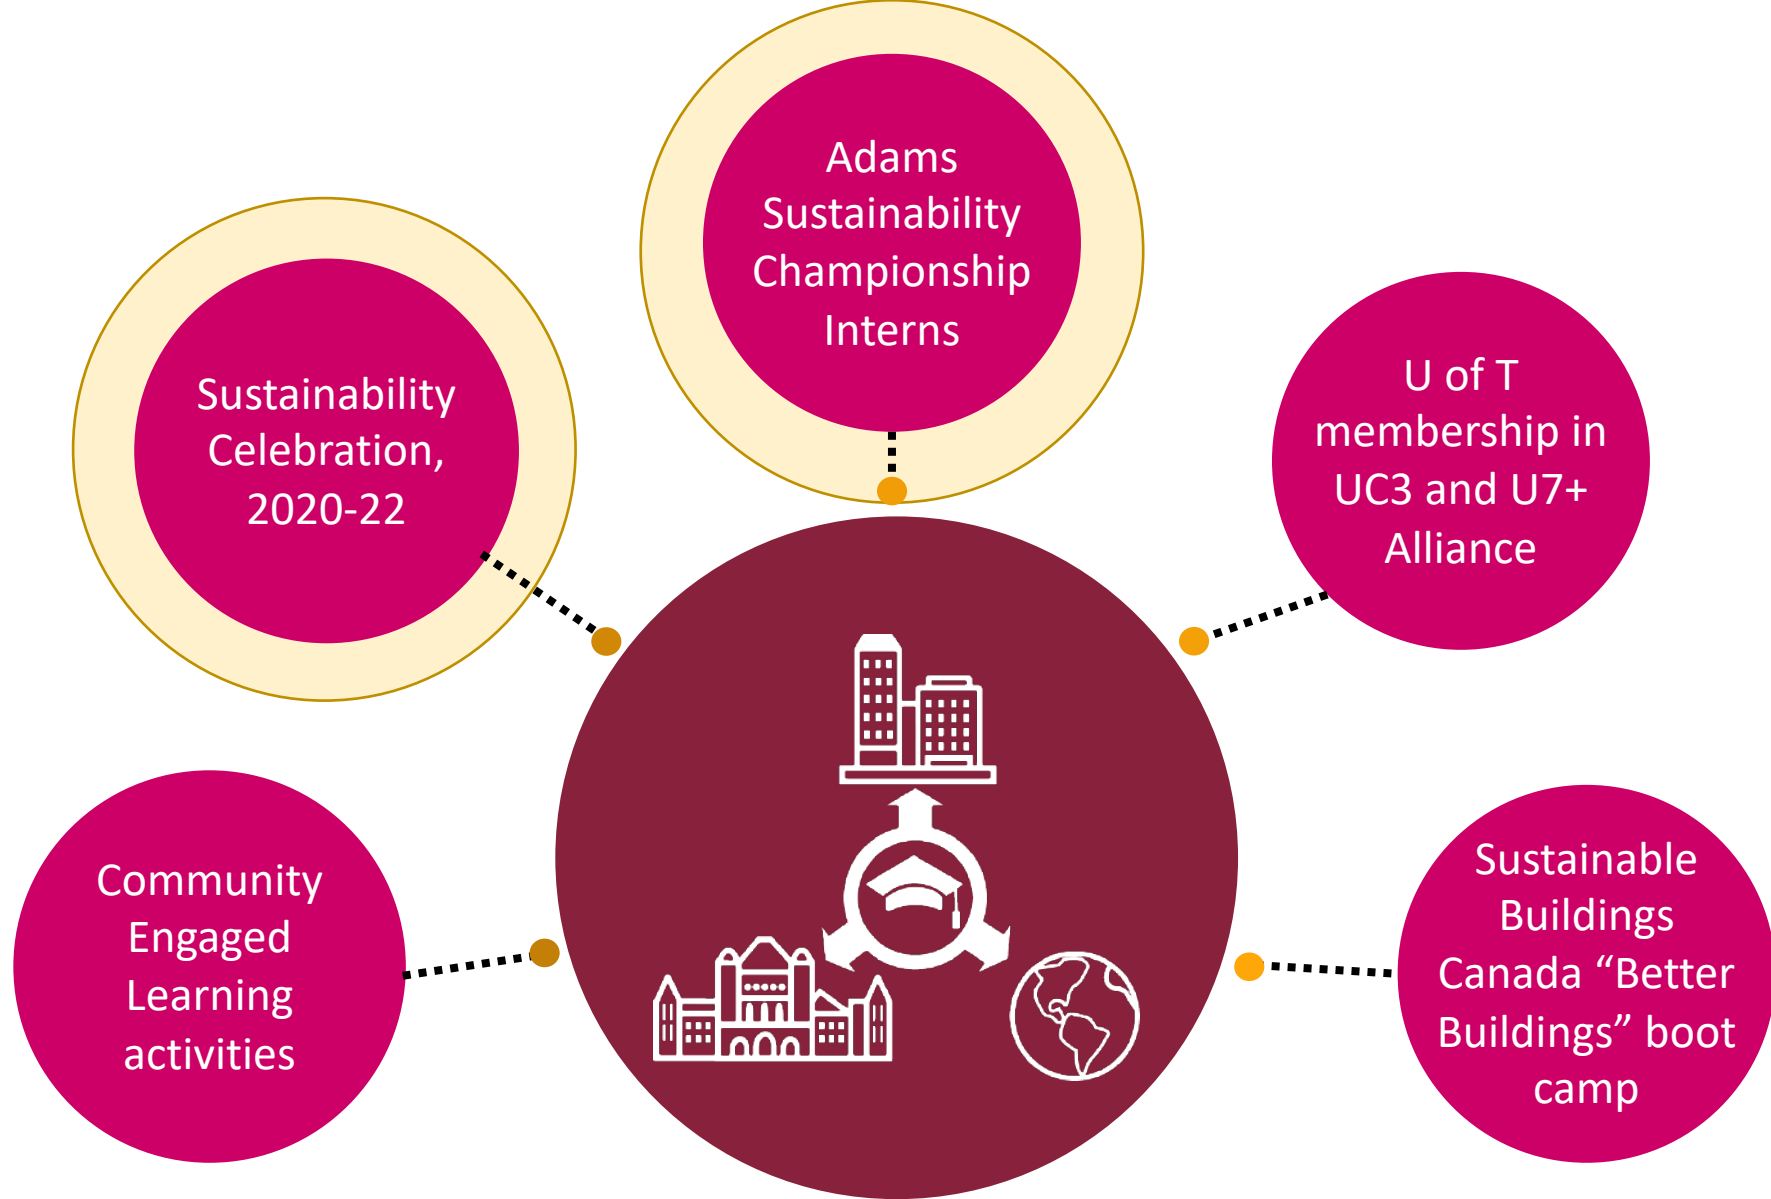 Adams
Sustainability
Championship
Interns
Sustainability
Celebration,
2020-22
U of T
membership in
UC3 and U7+
Alliance
Community
Engaged
Learning
activities
Sustainable
Buildings
Canada “Better
Buildings” boot
camp